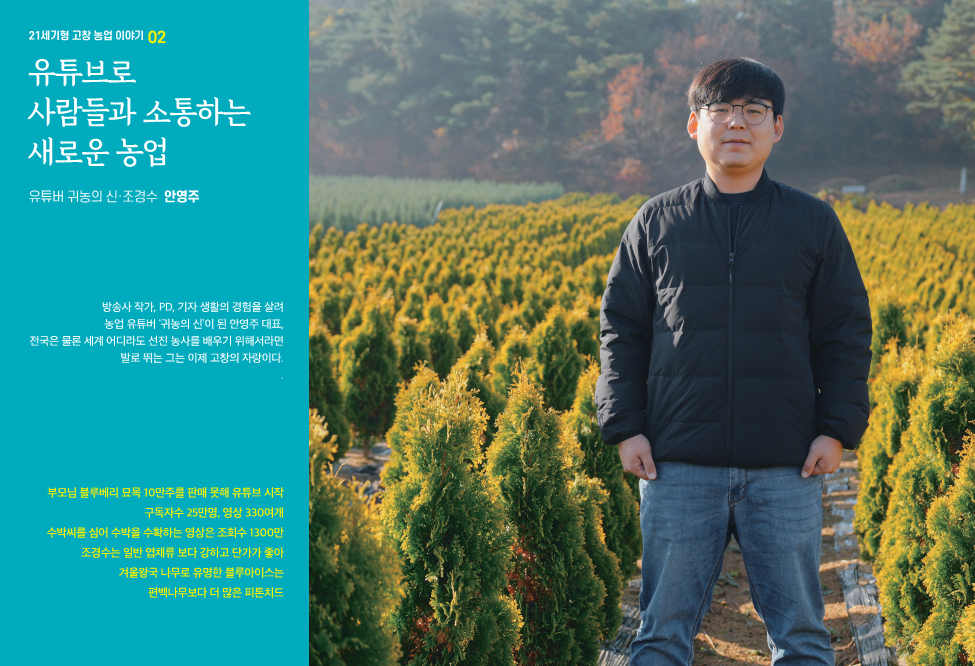 21세기형 고창 농업 이야기 02
유튜브로
사람들과 소통하는
새로운 농업
유튜버 귀농의 신·조경수 안영주
방송사 작가, PD, 기자 생활의 경험을 살려
농업 유튜버 '귀농의 신'이 된 안영주 대표,
전국은 물론 세계 어디라도 선진 농사를 배우기 위해서라면
발로 뛰는 그는 이제 고창의 자랑이다.
.
부모님 블루베리 묘목 10만주를 판매 못해 유튜브 시작
구독자수 25만명, 영상 330여개
수박씨를 심어 수박을 수확하는 영상은 조회수 1300만
조경수는 일반 엽채류 보다 강하고 단가가 좋아
겨울왕국 나무로 유명한 블루아이스는
편백나무보다 더 많은 피톤치드